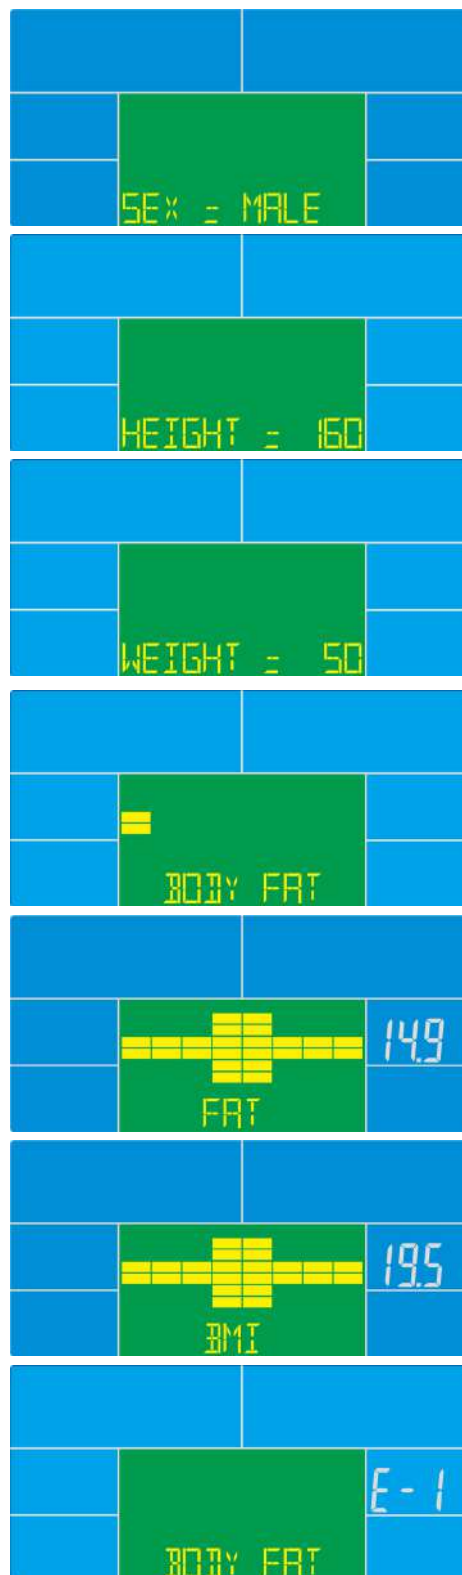 SEX = MALE
HEIGHT = 160
WEIGHT = 50
BODY FAT
14.9
FAT
19.5
BMI
E-1
BODY FAT